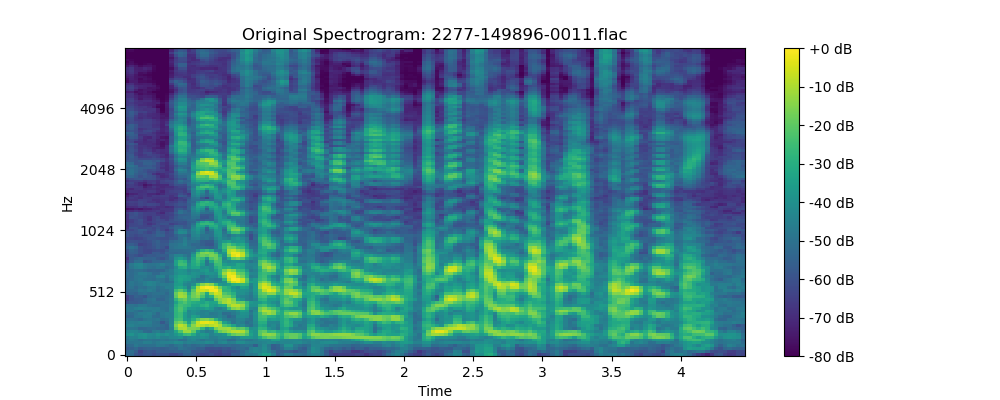 Original Spectrogram: 2277-149896-0011.flac
Hz
4096
2048
1024
512
0
0 0.5 1 1.5 2 2.5 3 3.5 4
Time
+0 dB
-10 dB
-20 dB
-30 dB
-40 dB
-50 dB
-60 dB
-70 dB
-80 dB